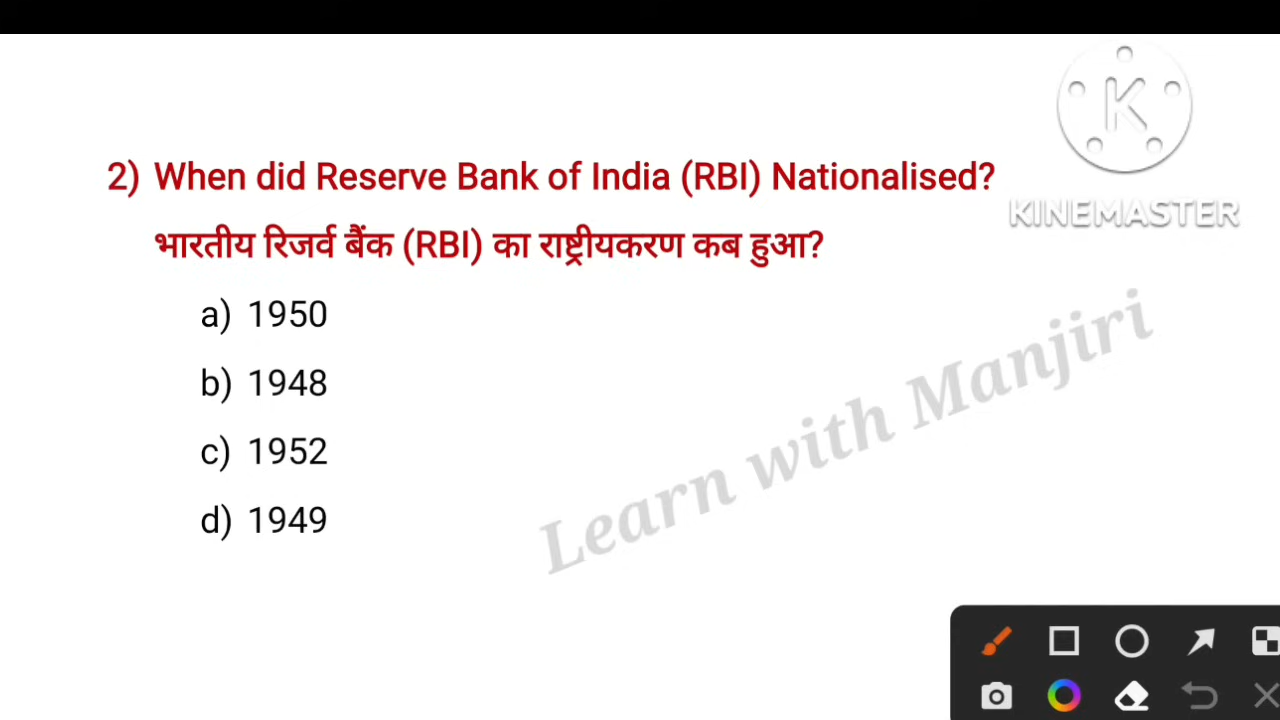 2) When did Reserve Bank of India (RBI) Nationalised?
भारतीय रिजर्व बैंक (RBI) का राष्ट्रीयकरण कब हुआ?
a) 1950
b) 1948
c) 1952
d) 1949
K
KINEMASTER
Learn with Manjiri